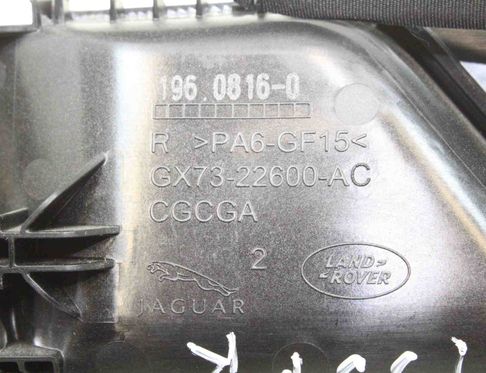 196.0816-0
R >PA6-GF15<
GX73-22600-AC
CGCGA
2
JAGUAR
LAND-
-ROVER